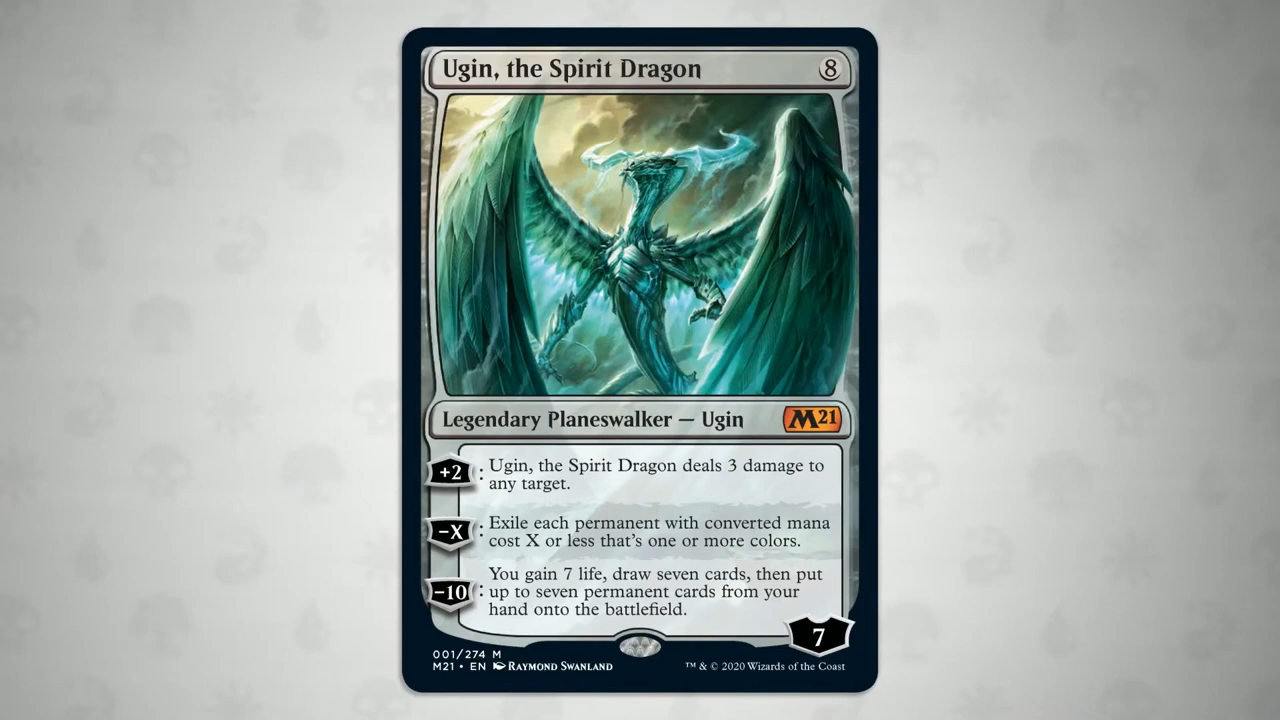 Ugin, the Spirit Dragon 8
Legendary Planeswalker — Ugin M21
+2 : Ugin, the Spirit Dragon deals 3 damage to
any target.
−X : Exile each permanent with converted mana
cost X or less that's one or more colors.
−10 : You gain 7 life, draw seven cards, then put
up to seven permanent cards from your
hand onto the battlefield.
7
001/274 M
M21 • EN Raymond Swanland ™ & © 2020 Wizards of the Coast